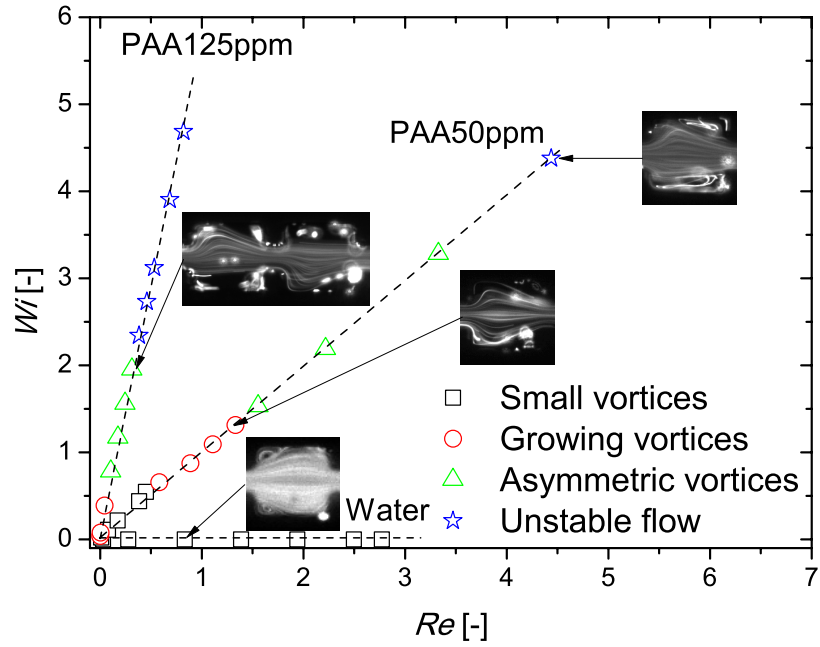 6
PAA125ppm
5
PAA50ppm
4
Wi [-]
3
2
Small vortices
Growing vortices
1
Asymmetric vortices
Water
Unstable flow
0
0 1 2 3 4 5 6 7
Re [-]